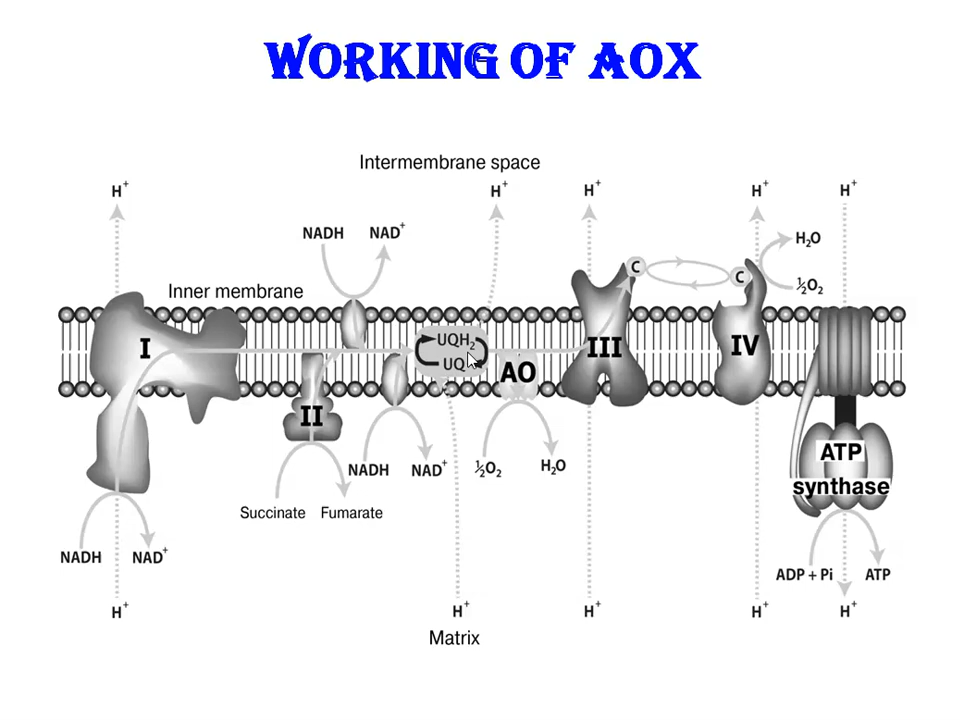 WORKING OF AOX
Intermembrane space
H+ H+ H+ H+ H+
NADH NAD+
H2O
C C
½O2
Inner membrane
I
UQH2
UQ
III
IV
AO
II
ATP
synthase
NADH NAD+ ½O2 H2O
Succinate Fumarate
NADH NAD+
ADP + Pi ATP
H+ H+ H+ H+ H+
Matrix